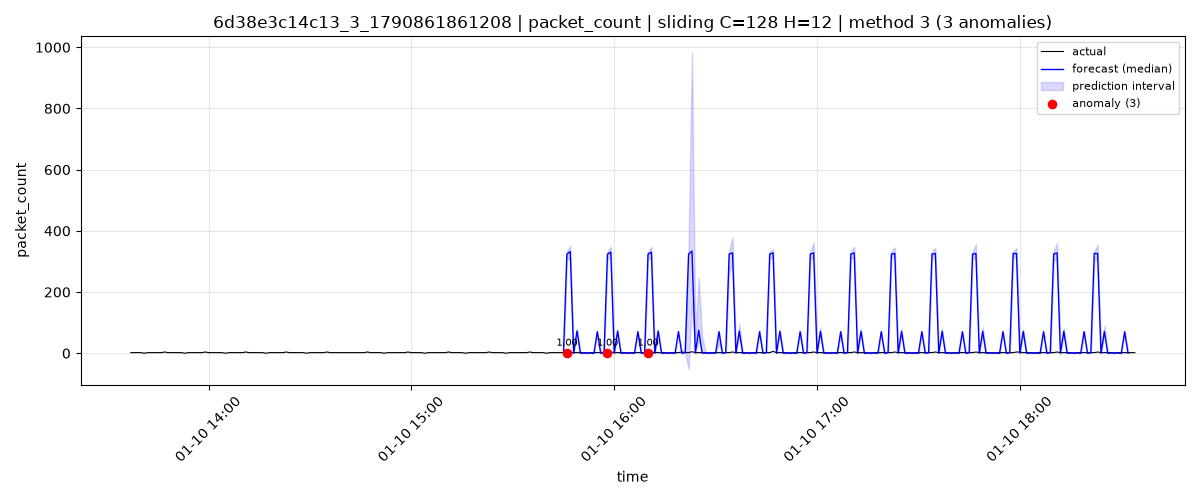 6d38e3c14c13_3_1790861861208 | packet_count | sliding C=128 H=12 | method 3 (3 anomalies)
actual
forecast (median)
prediction interval
anomaly (3)
packet_count
1000
800
600
400
200
0
1.00 1.00 1.00
01-10 14:00
01-10 15:00
01-10 16:00
01-10 17:00
01-10 18:00
time